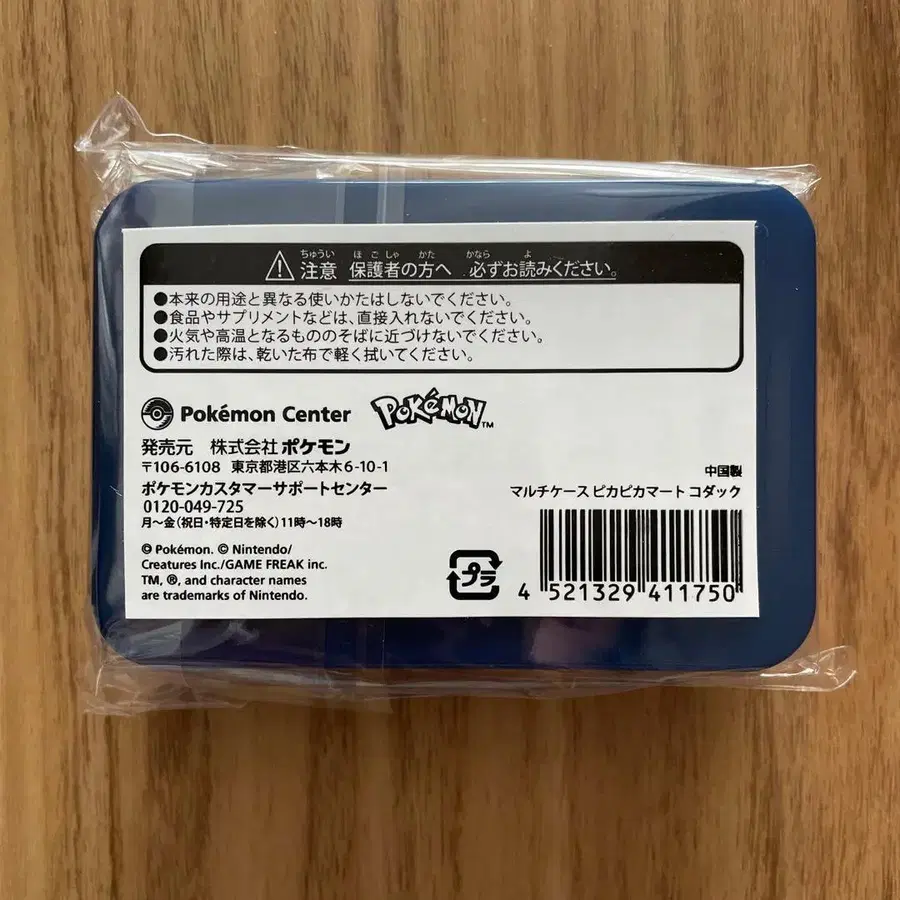 ちゅうい ほごしゃ かた かなら よ
注意 保護者の方へ 必ずお読みください。
●本来の用途と異なる使いかたはしないでください。
●食品やサプリメントなどは、直接入れないでください。
●火気や高温となるもののそばに近づけないでください。
●汚れた際は、乾いた布で軽く拭いてください。
Pokémon Center POKéMON™
発売元 株式会社ポケモン
〒106-6108 東京都港区六本木6-10-1
ポケモンカスタマーサポートセンター
0120-049-725
月〜金(祝日・特定日を除く)11時〜18時
© Pokémon. © Nintendo/
Creatures Inc./GAME FREAK inc.
TM, ®, and character names
are trademarks of Nintendo.
中国製
マルチケース ピカピカマート コダック
プラ
4 521329 411750